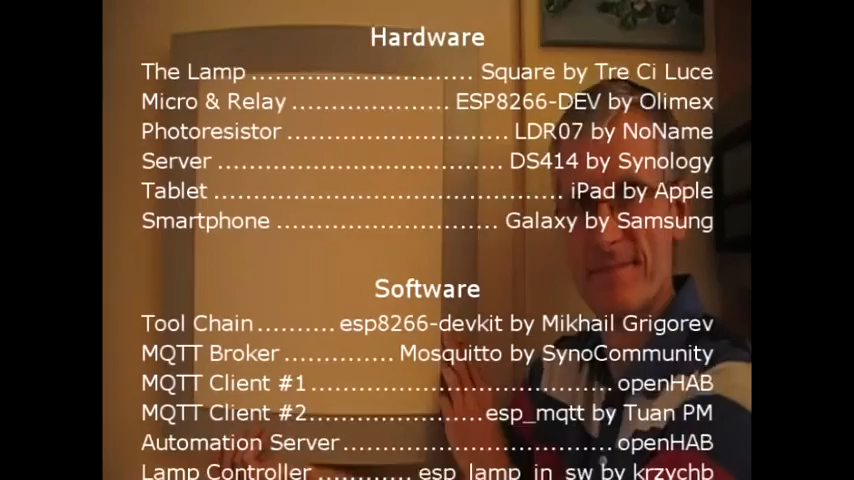 Hardware
The Lamp ............................. Square by Tre Ci Luce
Micro & Relay .................... ESP8266-DEV by Olimex
Photoresistor ............................ LDR07 by NoName
Server ..................................... DS414 by Synology
Tablet ............................................. iPad by Apple
Smartphone ............................ Galaxy by Samsung
Software
Tool Chain .......... esp8266-devkit by Mikhail Grigorev
MQTT Broker .............. Mosquitto by SynoCommunity
MQTT Client #1 ...................................... openHAB
MQTT Client #2 ......................esp_mqtt by Tuan PM
Automation Server .................................. openHAB
Lamp Controller ............ esp_lamp_in_sw by krzychb